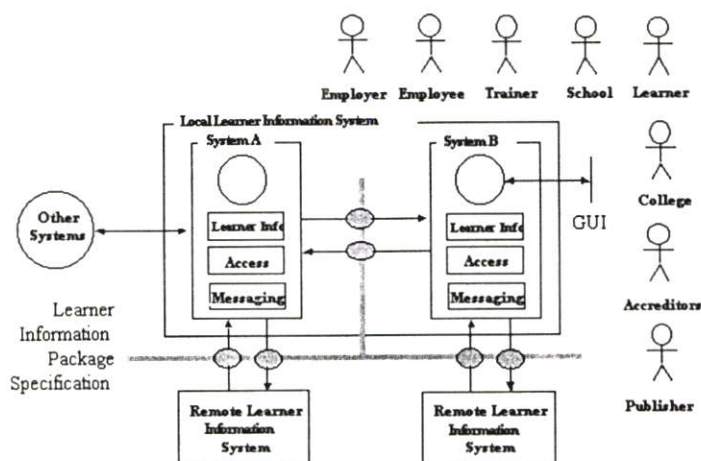 Employer Employee Trainer School Learner
Local Learner Information System
System A
System B
Other
Systems
Learner Info
Access
Messaging
Learner Info
Access
Messaging
GUI
College
Accreditors
Publisher
Learner
Information
Package
Specification
Remote Learner
Information
System
Remote Learner
Information
System